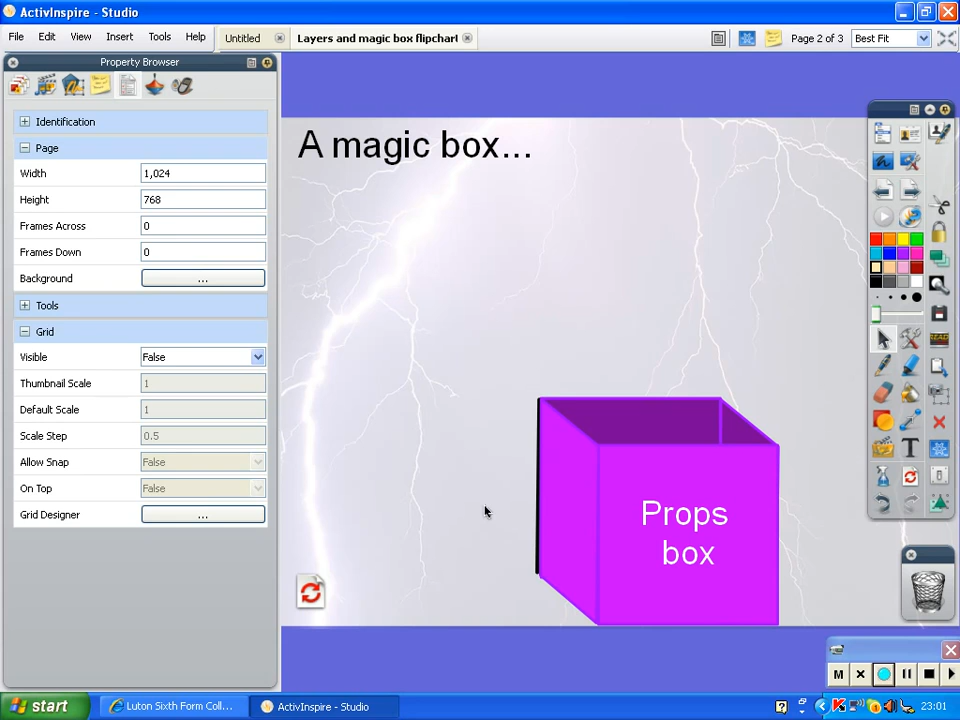 ActivInspire - Studio
File Edit View Insert Tools Help
Untitled
Layers and magic box flipchart
Page 2 of 3
Best Fit
Property Browser
Identification
Page
Width 1,024
Height 768
Frames Across 0
Frames Down 0
Background ...
Tools
Grid
Visible False
Thumbnail Scale 1
Default Scale 1
Scale Step 0.5
Allow Snap False
On Top False
Grid Designer ...
A magic box...
Props
box
T
M
start
Luton Sixth Form Coll...
ActivInspire - Studio
23:01